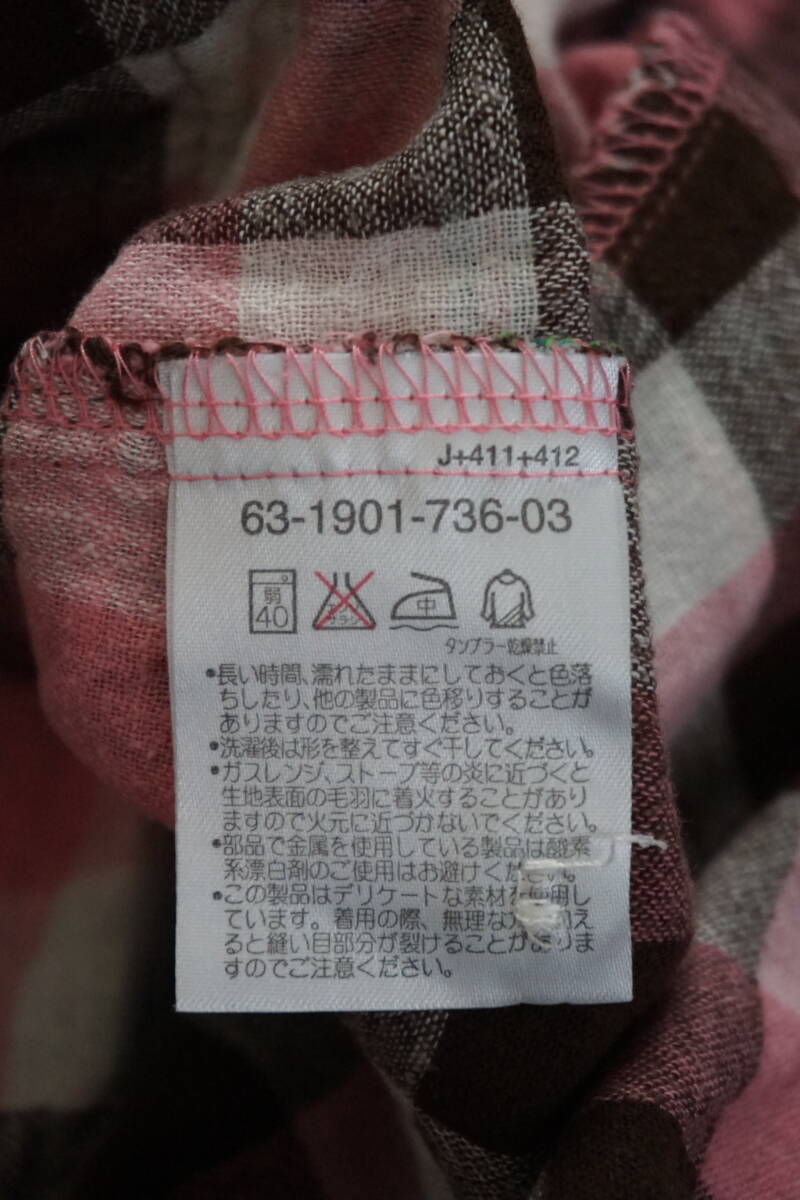 J+411+412
63-1901-736-03
弱
40
エンソ
サラシ
中
タンブラー乾燥禁止
•長い時間、濡れたままにしておくと色落
ちしたり、他の製品に色移りすることが
ありますのでご注意ください。
•洗濯後は形を整えてすぐ干してください。
•ガスレンジ、ストーブ等の炎に近づくと
生地表面の毛羽に着火することがあり
ますので火元に近づかないでください。
•部品で金属を使用している製品は酸素
系漂白剤のご使用はお避けください。
•この製品はデリケートな素材を使用し
ています。着用の際、無理な
えると縫い目部分が裂けることがありま
すのでご注意ください。